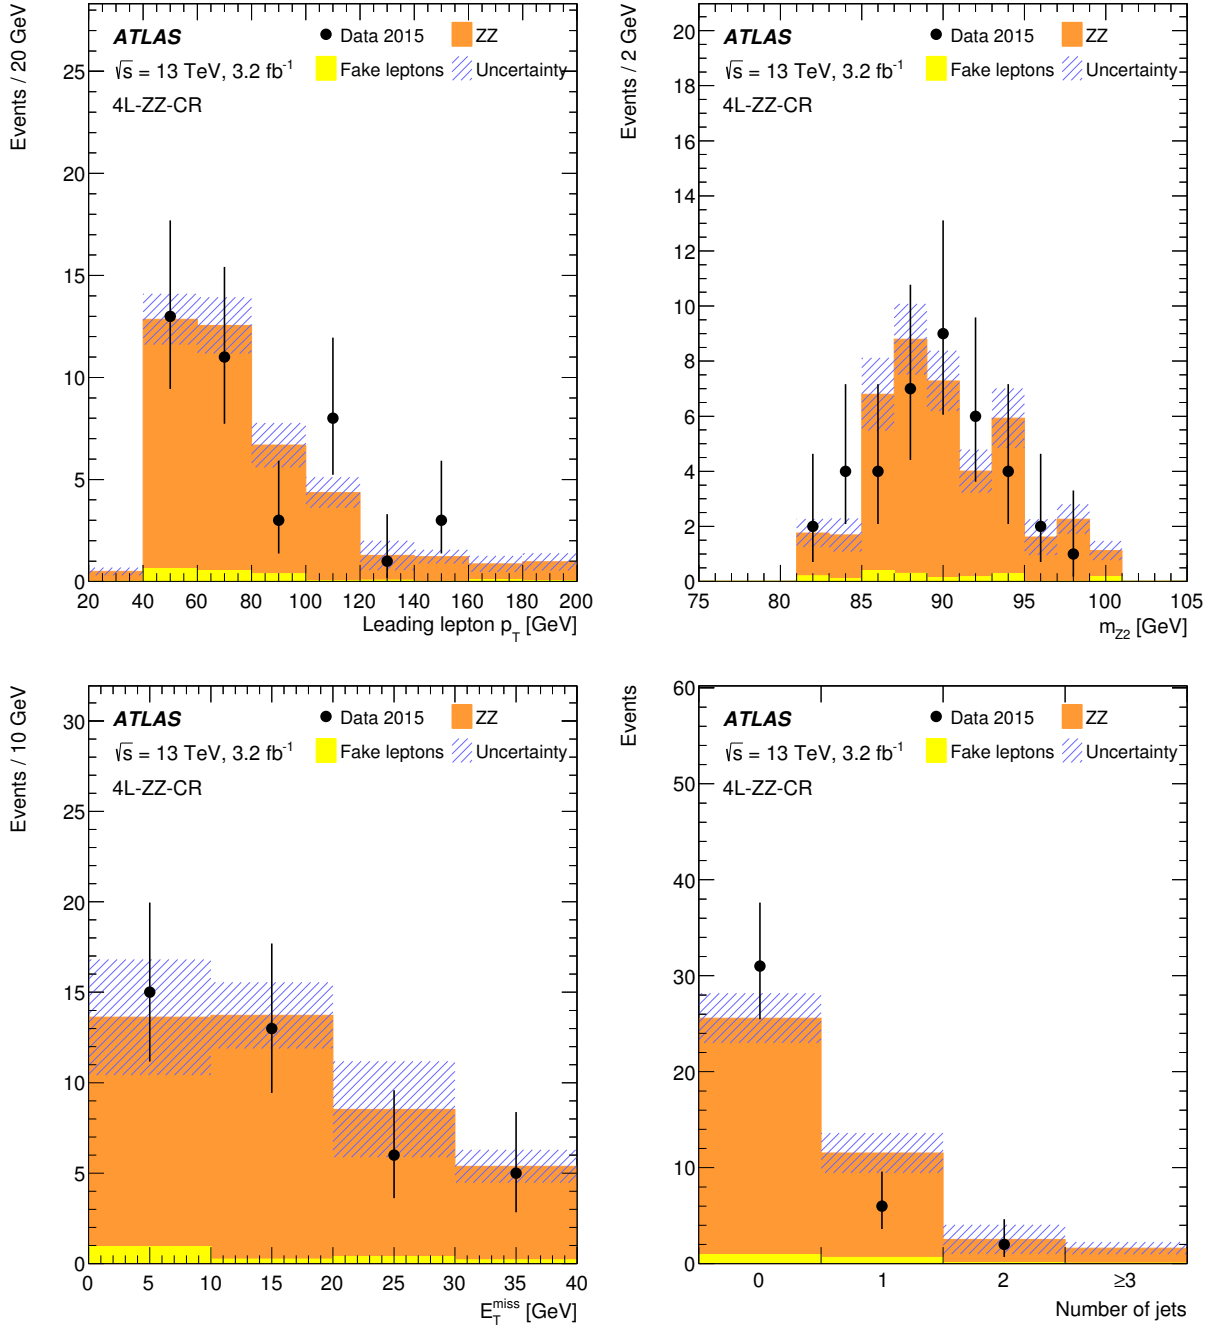 Events / 20 GeV
ATLAS
√s = 13 TeV, 3.2 fb⁻¹
4L-ZZ-CR
Data 2015
ZZ
Fake leptons
Uncertainty
25
20
15
10
5
0
20 40 60 80 100 120 140 160 180 200
Leading lepton p_T [GeV]
Events / 2 GeV
ATLAS
√s = 13 TeV, 3.2 fb⁻¹
4L-ZZ-CR
Data 2015
ZZ
Fake leptons
Uncertainty
20
18
16
14
12
10
8
6
4
2
0
75 80 85 90 95 100 105
m_Z2 [GeV]
Events / 10 GeV
ATLAS
√s = 13 TeV, 3.2 fb⁻¹
4L-ZZ-CR
Data 2015
ZZ
Fake leptons
Uncertainty
30
25
20
15
10
5
0
0 5 10 15 20 25 30 35 40
E_T^miss [GeV]
Events
ATLAS
√s = 13 TeV, 3.2 fb⁻¹
4L-ZZ-CR
Data 2015
ZZ
Fake leptons
Uncertainty
60
50
40
30
20
10
0
0 1 2 ≥3
Number of jets